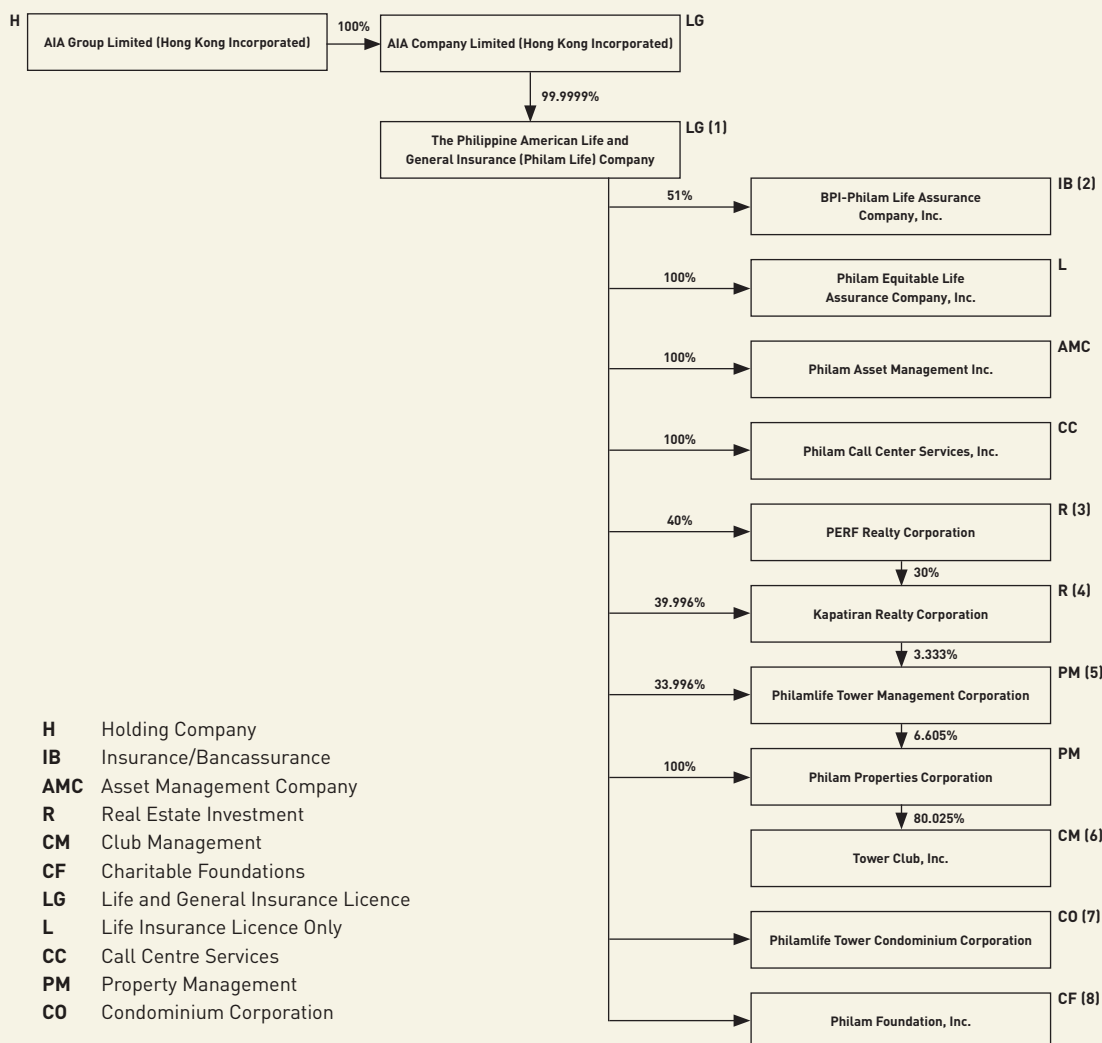 H
AIA Group Limited (Hong Kong Incorporated)
100%
AIA Company Limited (Hong Kong Incorporated)
LG
99.9999%
The Philippine American Life and
General Insurance (Philam Life) Company
LG (1)
51%
BPI-Philam Life Assurance
Company, Inc.
IB (2)
100%
Philam Equitable Life
Assurance Company, Inc.
L
100%
Philam Asset Management Inc.
AMC
100%
Philam Call Center Services, Inc.
CC
40%
PERF Realty Corporation
R (3)
30%
39.996%
Kapatiran Realty Corporation
R (4)
3.333%
33.996%
Philamlife Tower Management Corporation
PM (5)
6.605%
100%
Philam Properties Corporation
PM
80.025%
Tower Club, Inc.
CM (6)
Philamlife Tower Condominium Corporation
CO (7)
Philam Foundation, Inc.
CF (8)
H Holding Company
IB Insurance/Bancassurance
AMC Asset Management Company
R Real Estate Investment
CM Club Management
CF Charitable Foundations
LG Life and General Insurance Licence
L Life Insurance Licence Only
CC Call Centre Services
PM Property Management
CO Condominium Corporation